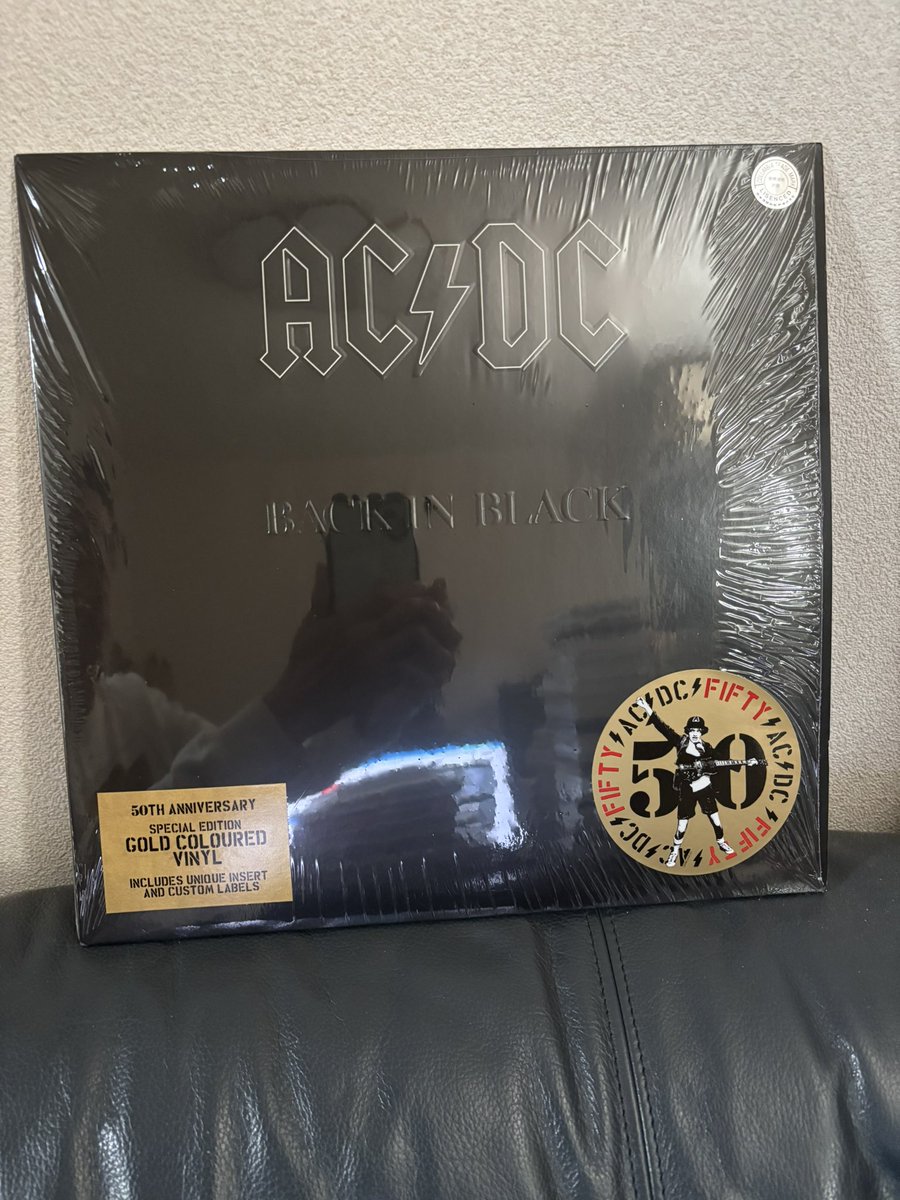 AC⚡DC
BACK IN BLACK
50TH ANNIVERSARY
SPECIAL EDITION
GOLD COLOURED
VINYL
INCLUDES UNIQUE INSERT
AND CUSTOM LABELS
AC⚡DC⚡FIFTY⚡AC⚡DC⚡FIFTY⚡AC⚡DC⚡FIFTY
50
LICENCED